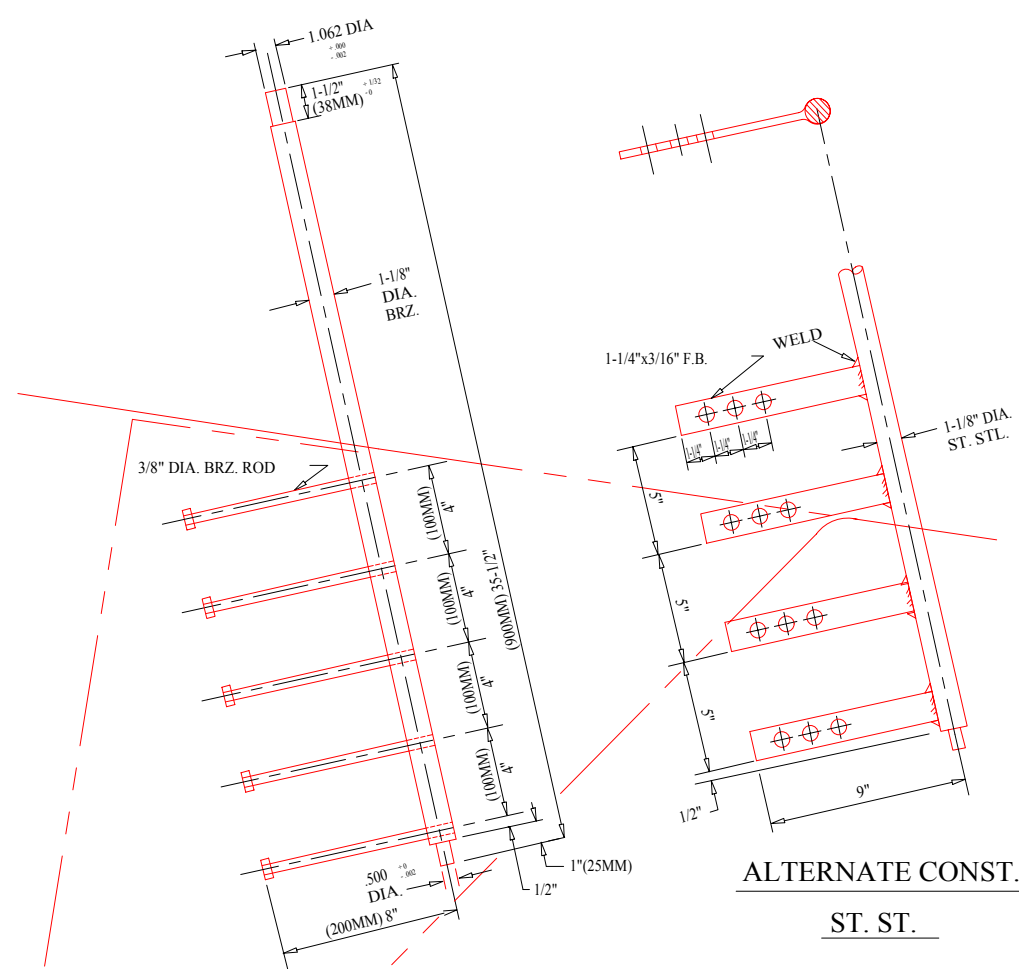 1.062 DIA
+ .000
- .002
1-1/2" + 1/32
- 0
(38MM)
1-1/8"
DIA.
BRZ.
3/8" DIA. BRZ. ROD
4"
(100MM)
4"
(100MM)
4"
(100MM)
4"
(100MM)
(900MM) 35-1/2"
1"(25MM)
1/2"
.500 + 0
- .002
DIA.
(200MM) 8"
WELD
1-1/4"x3/16" F.B.
1-1/4"
1-1/4"
1-1/4"
1-1/8" DIA.
ST. STL.
5"
5"
5"
1/2"
9"
ALTERNATE CONST.
ST. ST.